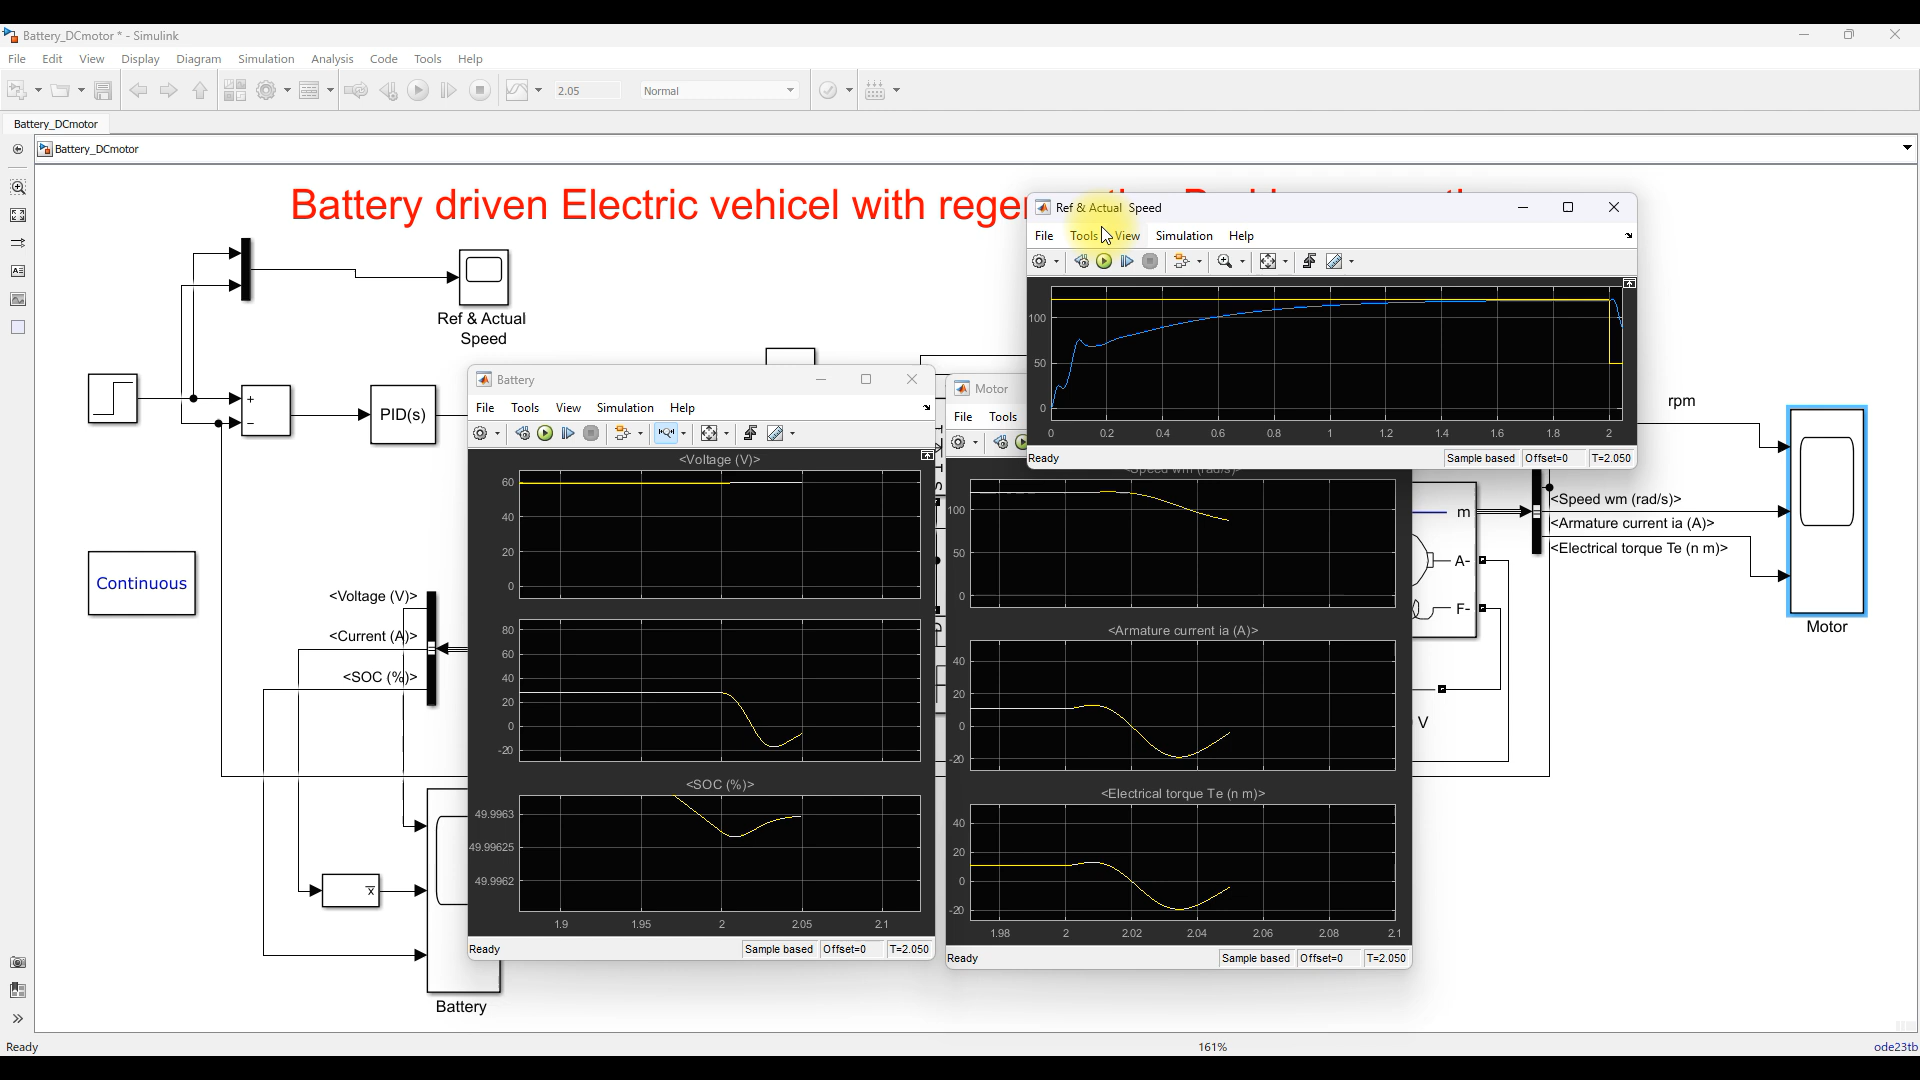 Battery_DCmotor * - Simulink
File Edit View Display Diagram Simulation Analysis Code Tools Help
2.05 Normal
Battery_DCmotor
Battery_DCmotor
Battery driven Electric vehicel with rege
Ref & Actual Speed
File Tools View Simulation Help
100
50
0
0 0.2 0.4 0.6 0.8 1 1.2 1.4 1.6 1.8 2
Ready Sample based Offset=0 T=2.050
Ref & Actual
Speed
+
−
PID(s)
Continuous
<Voltage (V)>
<Current (A)>
<SOC (%)>
x
Battery
Battery
File Tools View Simulation Help
<Voltage (V)>
60
40
20
0
80
60
40
20
0
-20
<SOC (%)>
49.9963
49.99625
49.9962
1.9 1.95 2 2.05 2.1
Ready Sample based Offset=0 T=2.050
Motor
File Tools
<Speed wm (rad/s)>
100
50
0
<Armature current ia (A)>
40
20
0
-20
<Electrical torque Te (n m)>
40
20
0
-20
1.98 2 2.02 2.04 2.06 2.08 2.1
Ready Sample based Offset=0 T=2.050
rpm
m
A-
F-
V
<Speed wm (rad/s)>
<Armature current ia (A)>
<Electrical torque Te (n m)>
Motor
Ready 161% ode23tb